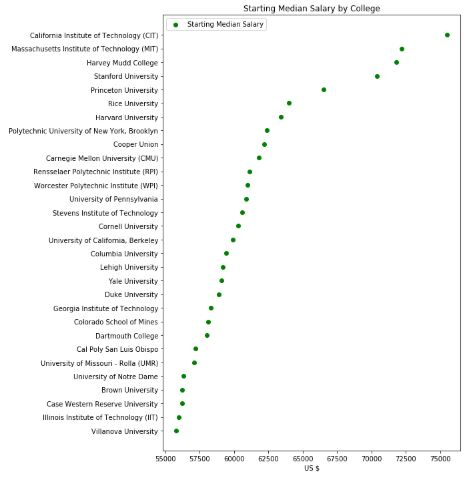 Starting Median Salary by College
Starting Median Salary
California Institute of Technology (CIT)
Massachusetts Institute of Technology (MIT)
Harvey Mudd College
Stanford University
Princeton University
Rice University
Harvard University
Polytechnic University of New York, Brooklyn
Cooper Union
Carnegie Mellon University (CMU)
Rensselaer Polytechnic Institute (RPI)
Worcester Polytechnic Institute (WPI)
University of Pennsylvania
Stevens Institute of Technology
Cornell University
University of California, Berkeley
Columbia University
Lehigh University
Yale University
Duke University
Georgia Institute of Technology
Colorado School of Mines
Dartmouth College
Cal Poly San Luis Obispo
University of Missouri - Rolla (UMR)
University of Notre Dame
Brown University
Case Western Reserve University
Illinois Institute of Technology (IIT)
Villanova University
55000 57500 60000 62500 65000 67500 70000 72500 75000
US $